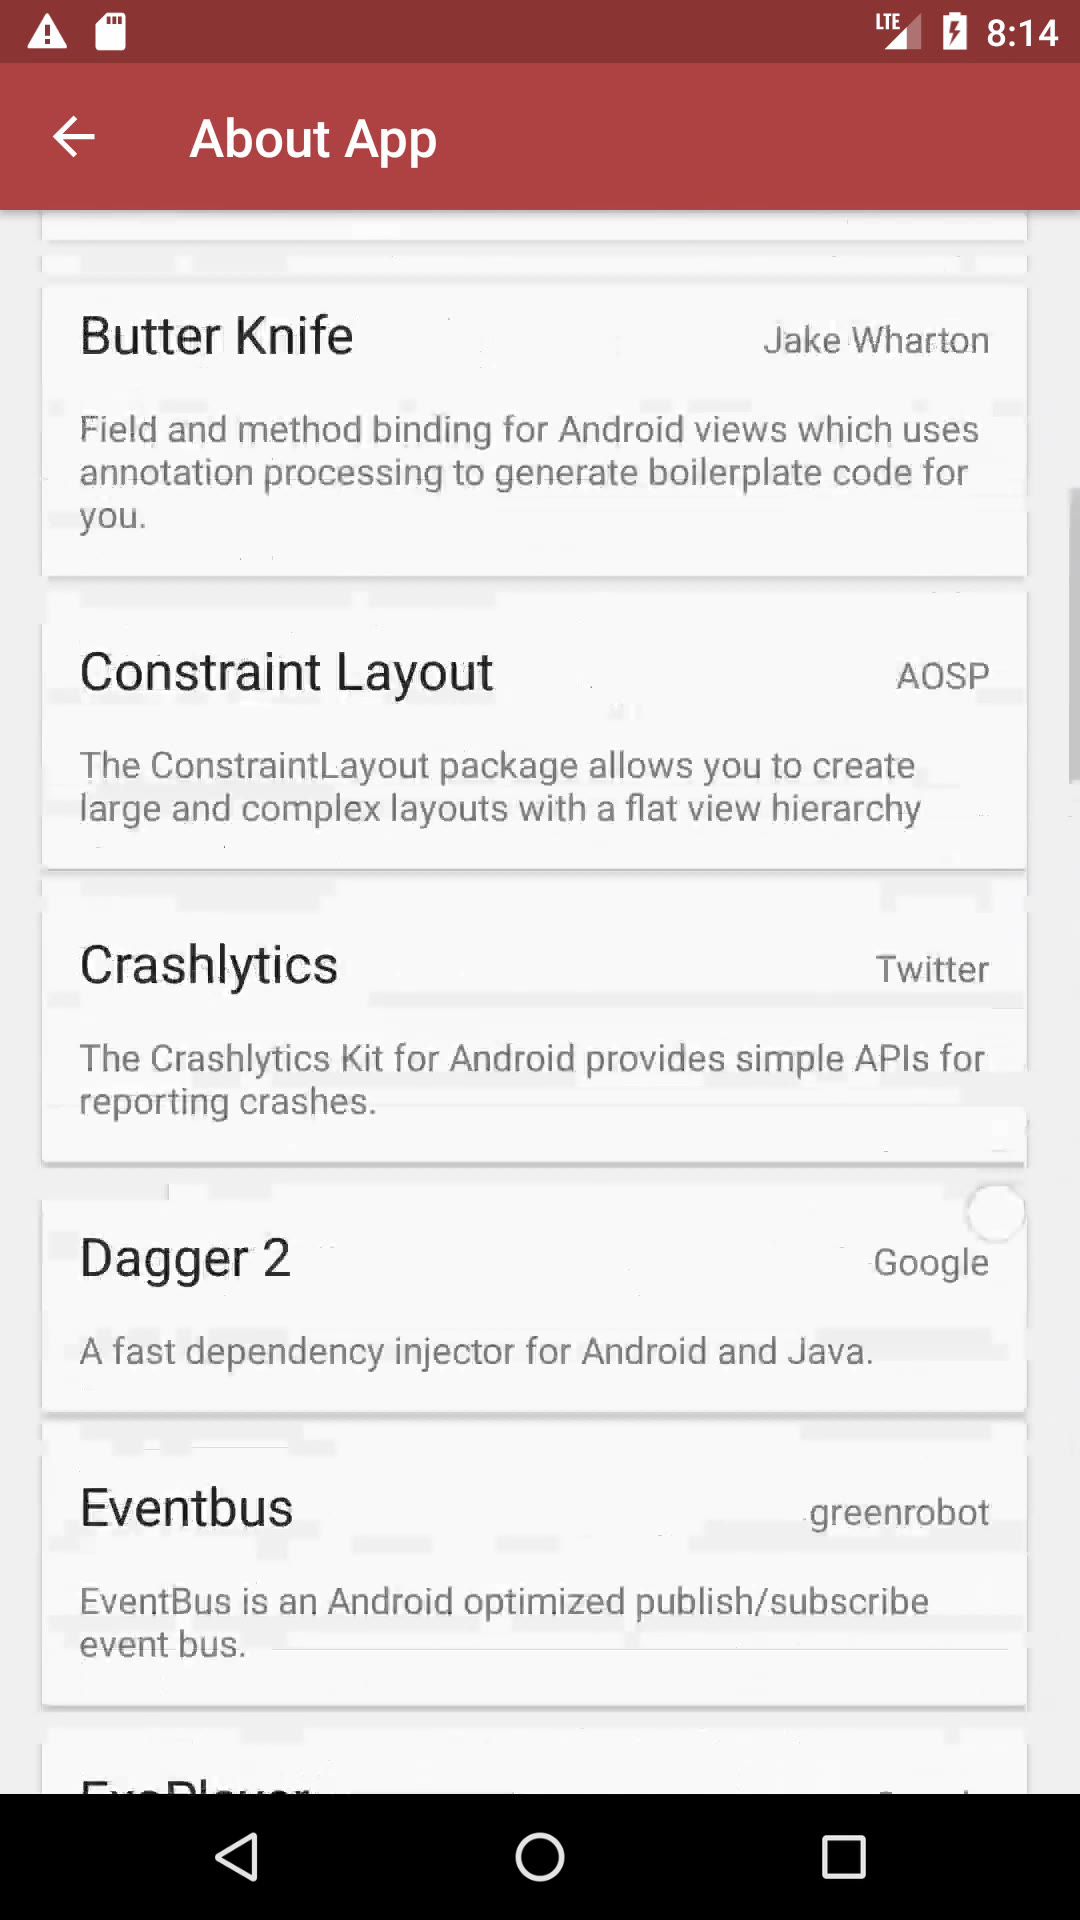 LTE 8:14
About App
Butter Knife Jake Wharton
Field and method binding for Android views which uses
annotation processing to generate boilerplate code for
you.
Constraint Layout AOSP
The ConstraintLayout package allows you to create
large and complex layouts with a flat view hierarchy
Crashlytics Twitter
The Crashlytics Kit for Android provides simple APIs for
reporting crashes.
Dagger 2 Google
A fast dependency injector for Android and Java.
Eventbus greenrobot
EventBus is an Android optimized publish/subscribe
event bus.
ExoPlayer